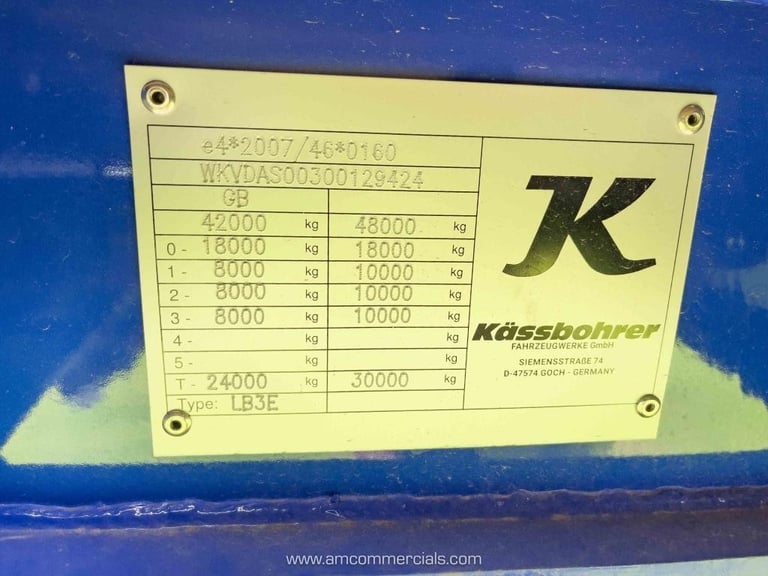 e4*2007/46*0160
WKVDAS00300129424
GB
42000 kg 48000 kg
0 - 18000 kg 18000 kg
1 - 8000 kg 10000 kg
2 - 8000 kg 10000 kg
3 - 8000 kg 10000 kg
4 - kg kg
5 - kg kg
T - 24000 kg 30000 kg
Type: LB3E
K
Kässbohrer
FAHRZEUGWERKE GmbH
SIEMENSSTRAßE 74
D-47574 GOCH - GERMANY
www.amcommercials.com